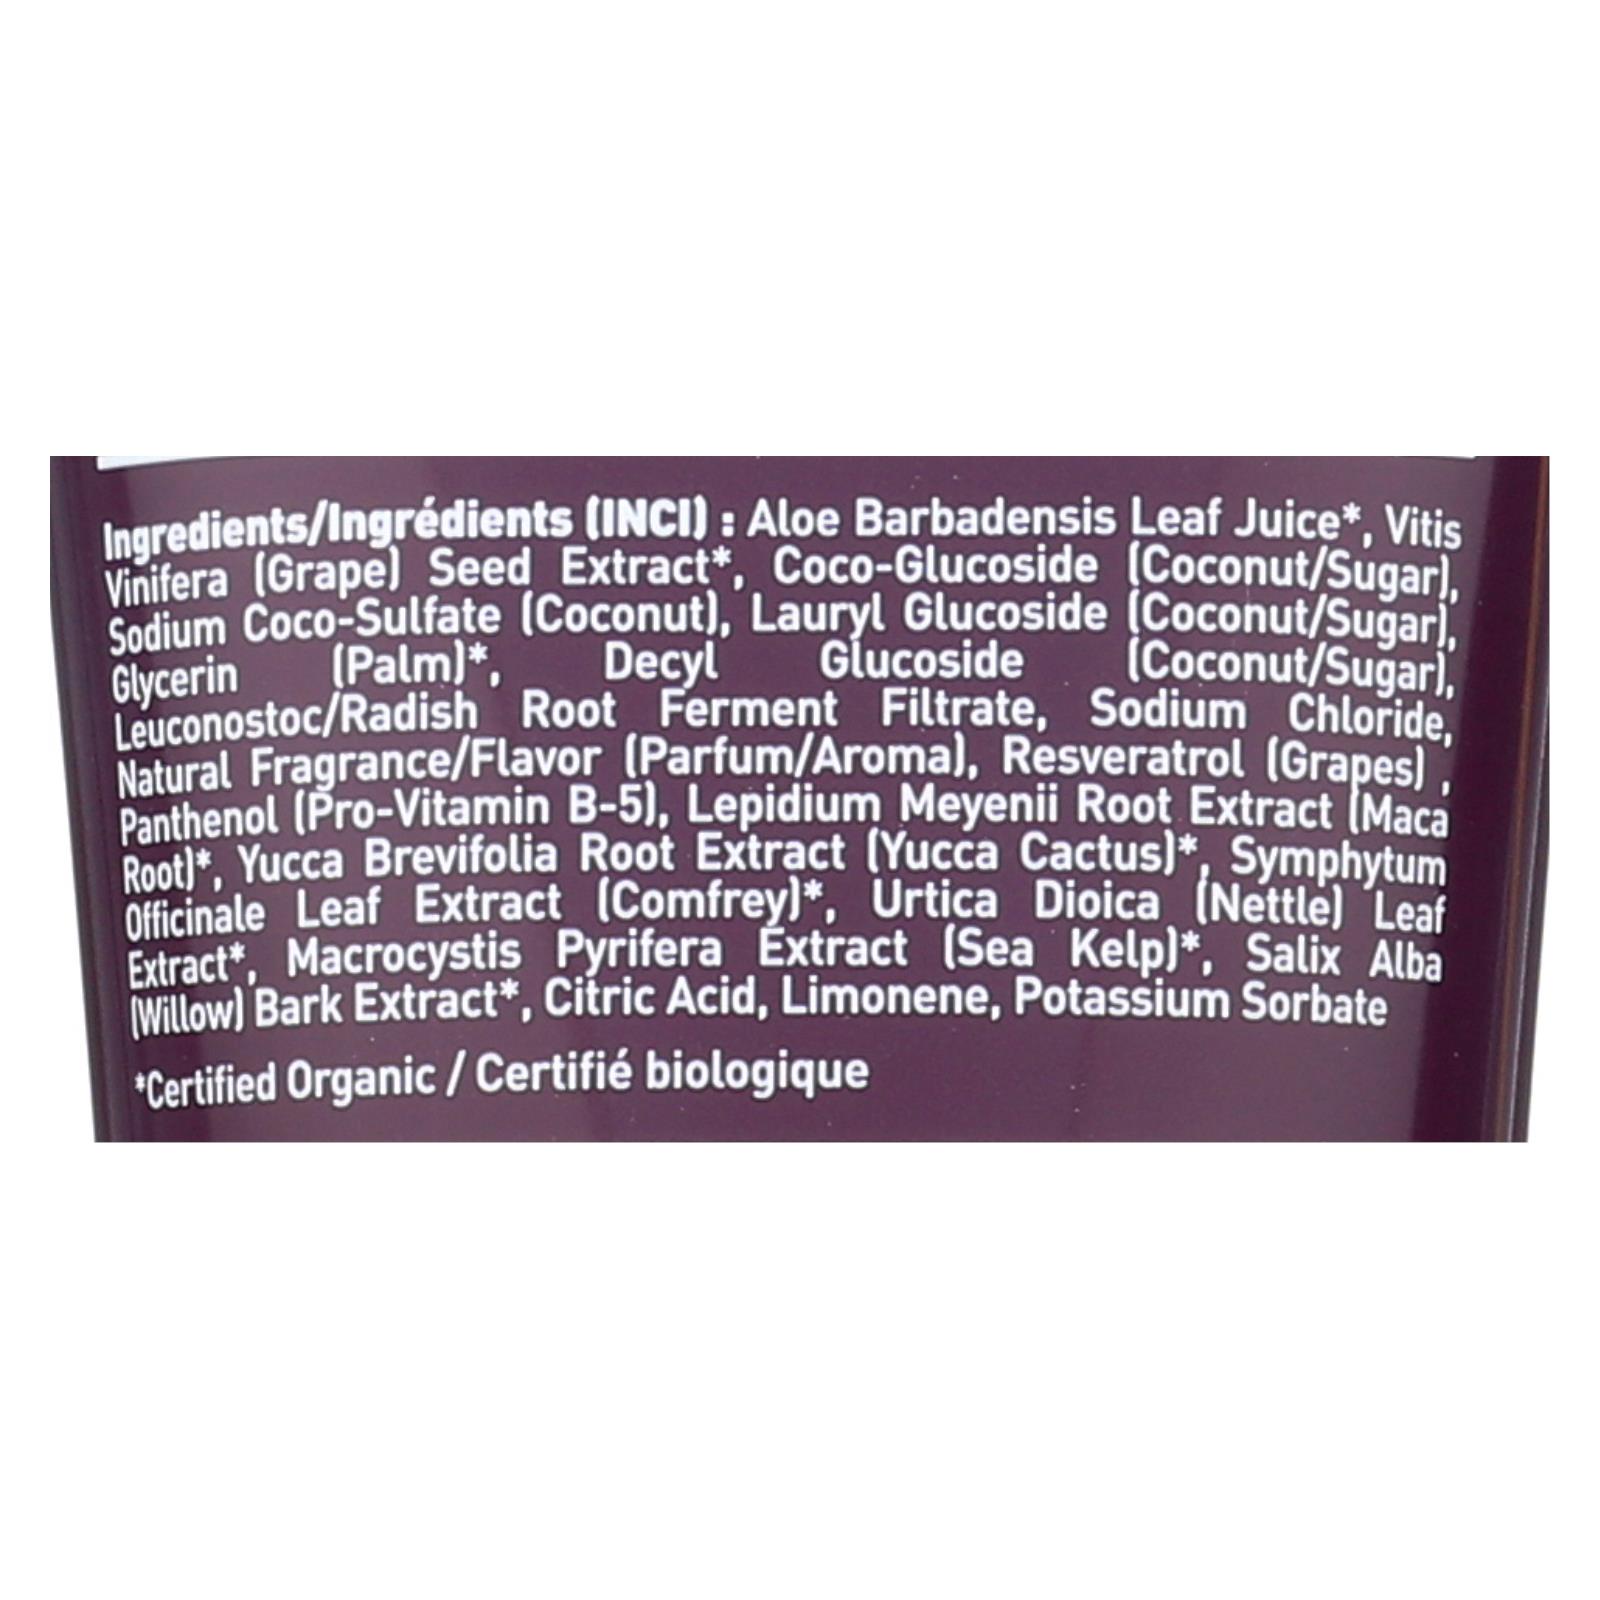 Ingredients/Ingrédients (INCI) : Aloe Barbadensis Leaf Juice*, Vitis
Vinifera (Grape) Seed Extract*, Coco-Glucoside (Coconut/Sugar),
Sodium Coco-Sulfate (Coconut), Lauryl Glucoside (Coconut/Sugar),
Glycerin (Palm)*, Decyl Glucoside (Coconut/Sugar),
Leuconostoc/Radish Root Ferment Filtrate, Sodium Chloride,
Natural Fragrance/Flavor (Parfum/Aroma), Resveratrol (Grapes) ,
Panthenol (Pro-Vitamin B-5), Lepidium Meyenii Root Extract (Maca
Root)*, Yucca Brevifolia Root Extract (Yucca Cactus)*, Symphytum
Officinale Leaf Extract (Comfrey)*, Urtica Dioica (Nettle) Leaf
Extract*, Macrocystis Pyrifera Extract (Sea Kelp)*, Salix Alba
(Willow) Bark Extract*, Citric Acid, Limonene, Potassium Sorbate
*Certified Organic / Certifié biologique